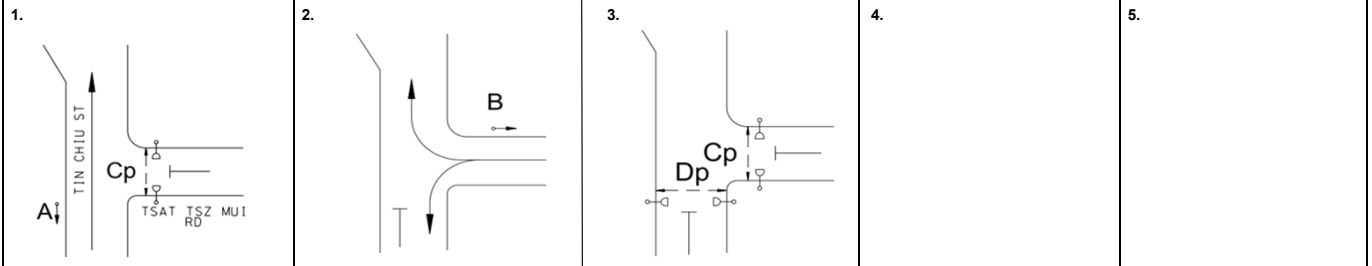 1.
TIN CHIU ST
Cp
A
TSAT TSZ MUI
RD
2.
B
3.
Cp
Dp
4.
5.